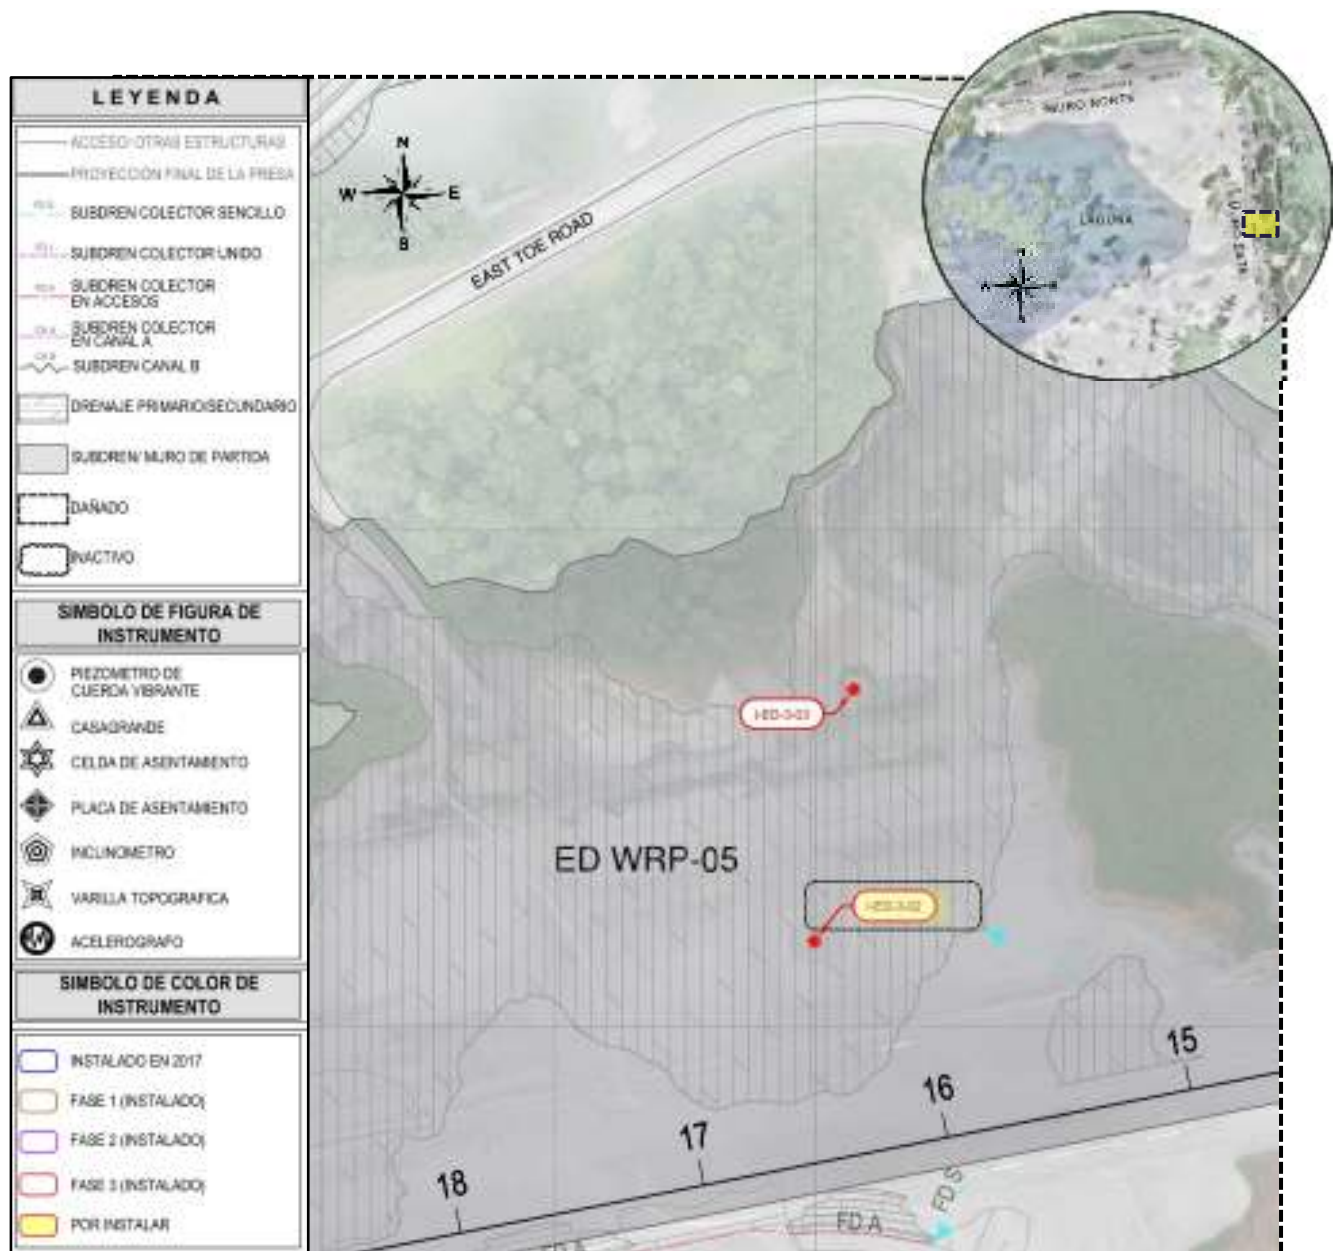 LEYENDA
ACCESO/ OTRAS ESTRUCTURAS
PROYECCIÓN FINAL DE LA PRESA
SUBDREN COLECTOR SENCILLO
SUBDREN COLECTOR UNIDO
SUBDREN COLECTOR
EN ACCESOS
SUBDREN COLECTOR
EN CANAL A
SUBDREN CANAL B
DRENAJE PRIMARIO/SECUNDARIO
SUBDREN/ MURO DE PARTIDA
DAÑADO
INACTIVO
SIMBOLO DE FIGURA DE
INSTRUMENTO
PIEZOMETRO DE
CUERDA VIBRANTE
CASAGRANDE
CELDA DE ASENTAMIENTO
PLACA DE ASENTAMIENTO
INCLINOMETRO
VARILLA TOPOGRAFICA
ACELEROGRAFO
SIMBOLO DE COLOR DE
INSTRUMENTO
INSTALADO EN 2017
FASE 1 (INSTALADO)
FASE 2 (INSTALADO)
FASE 3 (INSTALADO)
POR INSTALAR
N
W E
B
EAST TOE ROAD
MURO NORTE
LAGUNA
ED WRP-05
15
16
17
18
FD S
FD A